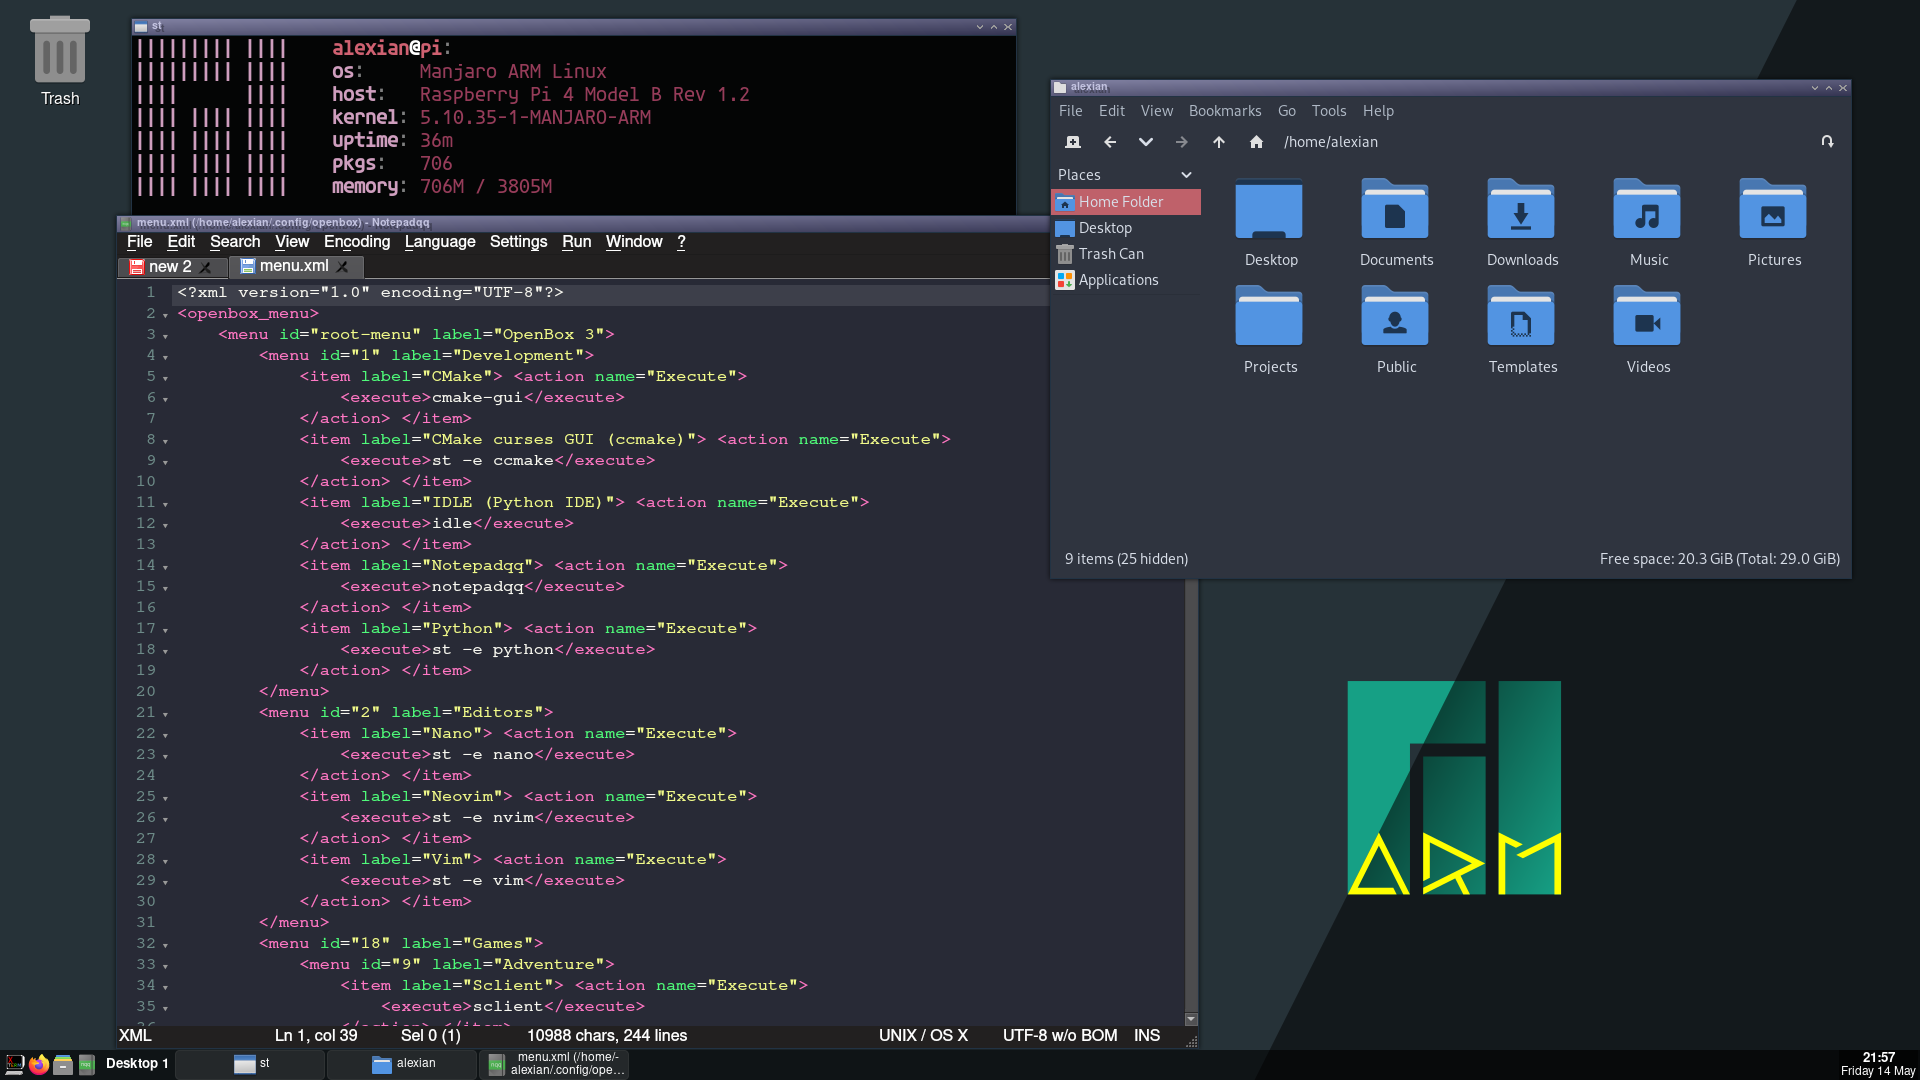 Trash
st
alexian@pi:
os: Manjaro ARM Linux
host: Raspberry Pi 4 Model B Rev 1.2
kernel: 5.10.35-1-MANJARO-ARM
uptime: 36m
pkgs: 706
memory: 706M / 3805M
menu.xml (/home/alexian/.config/openbox) - Notepadqq
File Edit Search View Encoding Language Settings Run Window ?
new 2 menu.xml
1 <?xml version="1.0" encoding="UTF-8"?>
2 <openbox_menu>
3 <menu id="root-menu" label="OpenBox 3">
4 <menu id="1" label="Development">
5 <item label="CMake"> <action name="Execute">
6 <execute>cmake-gui</execute>
7 </action> </item>
8 <item label="CMake curses GUI (ccmake)"> <action name="Execute">
9 <execute>st -e ccmake</execute>
10 </action> </item>
11 <item label="IDLE (Python IDE)"> <action name="Execute">
12 <execute>idle</execute>
13 </action> </item>
14 <item label="Notepadqq"> <action name="Execute">
15 <execute>notepadqq</execute>
16 </action> </item>
17 <item label="Python"> <action name="Execute">
18 <execute>st -e python</execute>
19 </action> </item>
20 </menu>
21 <menu id="2" label="Editors">
22 <item label="Nano"> <action name="Execute">
23 <execute>st -e nano</execute>
24 </action> </item>
25 <item label="Neovim"> <action name="Execute">
26 <execute>st -e nvim</execute>
27 </action> </item>
28 <item label="Vim"> <action name="Execute">
29 <execute>st -e vim</execute>
30 </action> </item>
31 </menu>
32 <menu id="18" label="Games">
33 <menu id="9" label="Adventure">
34 <item label="Sclient"> <action name="Execute">
35 <execute>sclient</execute>
XML Ln 1, col 39 Sel 0 (1) 10988 chars, 244 lines UNIX / OS X UTF-8 w/o BOM INS
alexian
File Edit View Bookmarks Go Tools Help
/home/alexian
Places
Home Folder
Desktop
Trash Can
Applications
Desktop Documents Downloads Music Pictures
Projects Public Templates Videos
9 items (25 hidden) Free space: 20.3 GiB (Total: 29.0 GiB)
ARM
Desktop 1 st alexian menu.xml (/home/-
alexian/.config/ope...
21:57
Friday 14 May